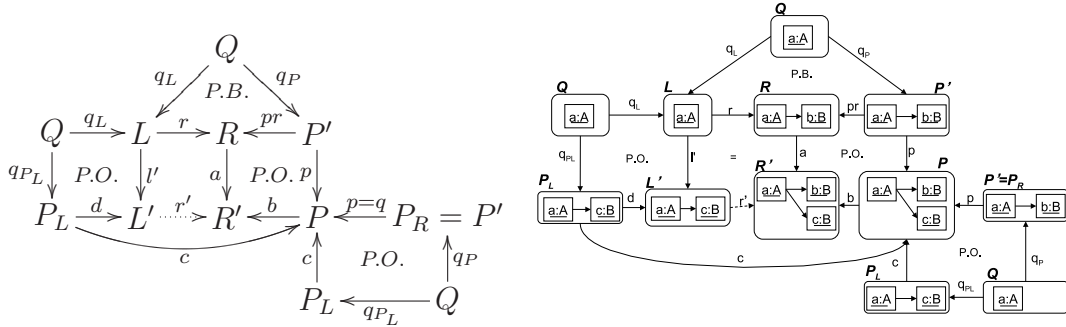 Q
q_L P.B. q_P
Q q_L L r R pr P'
q_{P_L} P.O. l' a P.O. p
P_L d L' r' R' b P p=q P_R = P'
c c P.O. q_P
P_L q_{P_L} Q
Q
a:A
q_L q_P
P.B.
Q L R P'
a:A q_L a:A r a:A b:B pr a:A b:B
q_{PL} P.O. l' = a P.O. p
P_L L' R' P P'=P_R
a:A b:B a:A b:B
a:A c:B d a:A c:B r' b p a:A b:B
c:B c:B
c c P.O. q_P
P_L Q
a:A c:B q_{PL} a:A